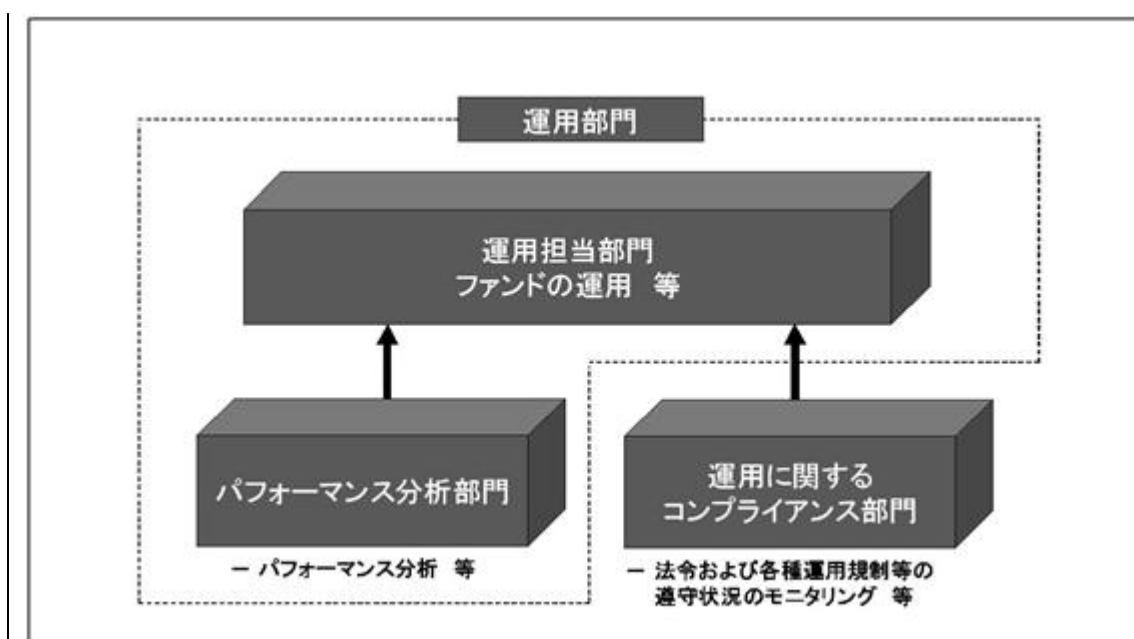 運用部門
運用担当部門
ファンドの運用 等
パフォーマンス分析部門
－ パフォーマンス分析 等
運用に関する
コンプライアンス部門
－ 法令および各種運用規制等の
遵守状況のモニタリング 等